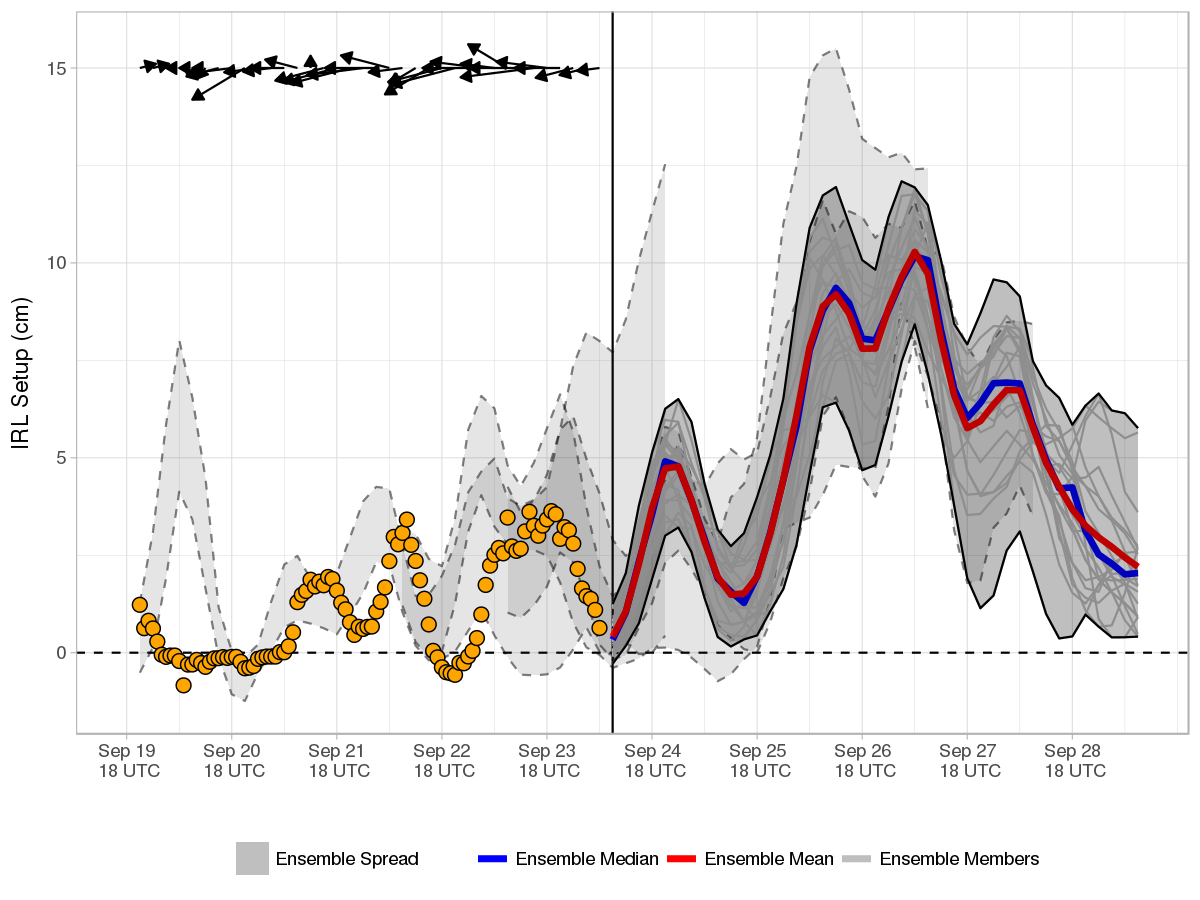 IRL Setup (cm)
15
10
5
0
Sep 19 Sep 20 Sep 21 Sep 22 Sep 23 Sep 24 Sep 25 Sep 26 Sep 27 Sep 28
18 UTC 18 UTC 18 UTC 18 UTC 18 UTC 18 UTC 18 UTC 18 UTC 18 UTC 18 UTC
Ensemble Spread Ensemble Median Ensemble Mean Ensemble Members